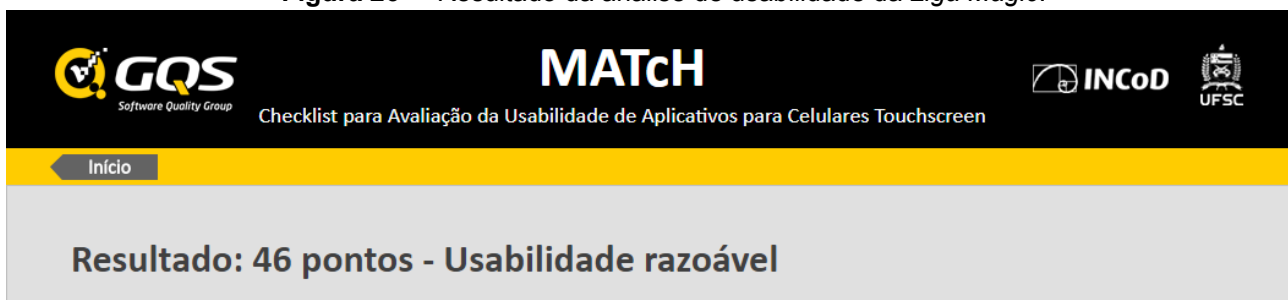 GQS
Software Quality Group
MATcH
Checklist para Avaliação da Usabilidade de Aplicativos para Celulares Touchscreen
INCoD
UFSC
Início
Resultado: 46 pontos - Usabilidade razoável